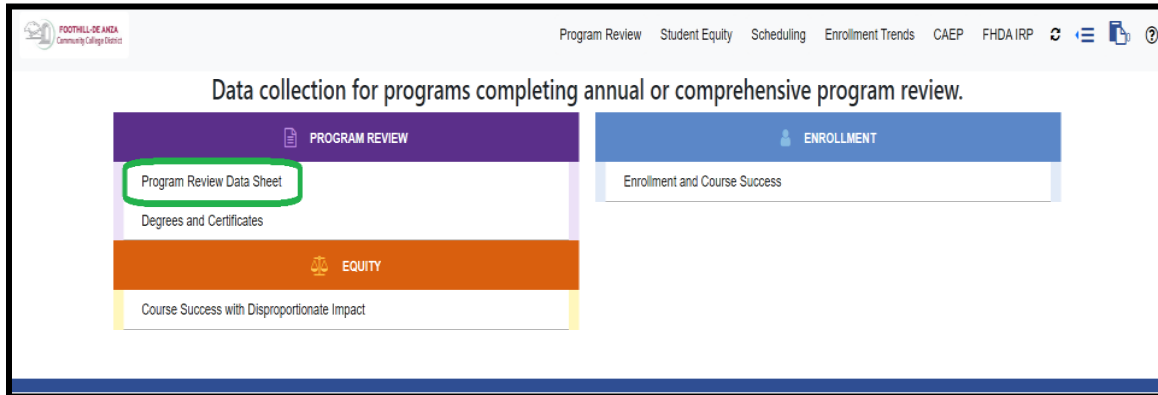 FOOTHILL-DE ANZA
Community College District
Program Review Student Equity Scheduling Enrollment Trends CAEP FHDA IRP
Data collection for programs completing annual or comprehensive program review.
PROGRAM REVIEW
Program Review Data Sheet
Degrees and Certificates
EQUITY
Course Success with Disproportionate Impact
ENROLLMENT
Enrollment and Course Success